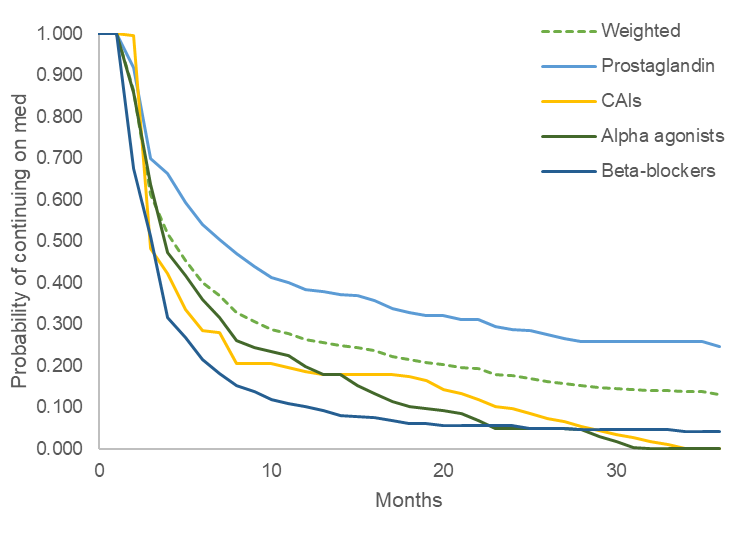 1.000
0.900
0.800
0.700
0.600
0.500
0.400
0.300
0.200
0.100
0.000
Probability of continuing on med
0 10 20 30
Months
Weighted
Prostaglandin
CAIs
Alpha agonists
Beta-blockers